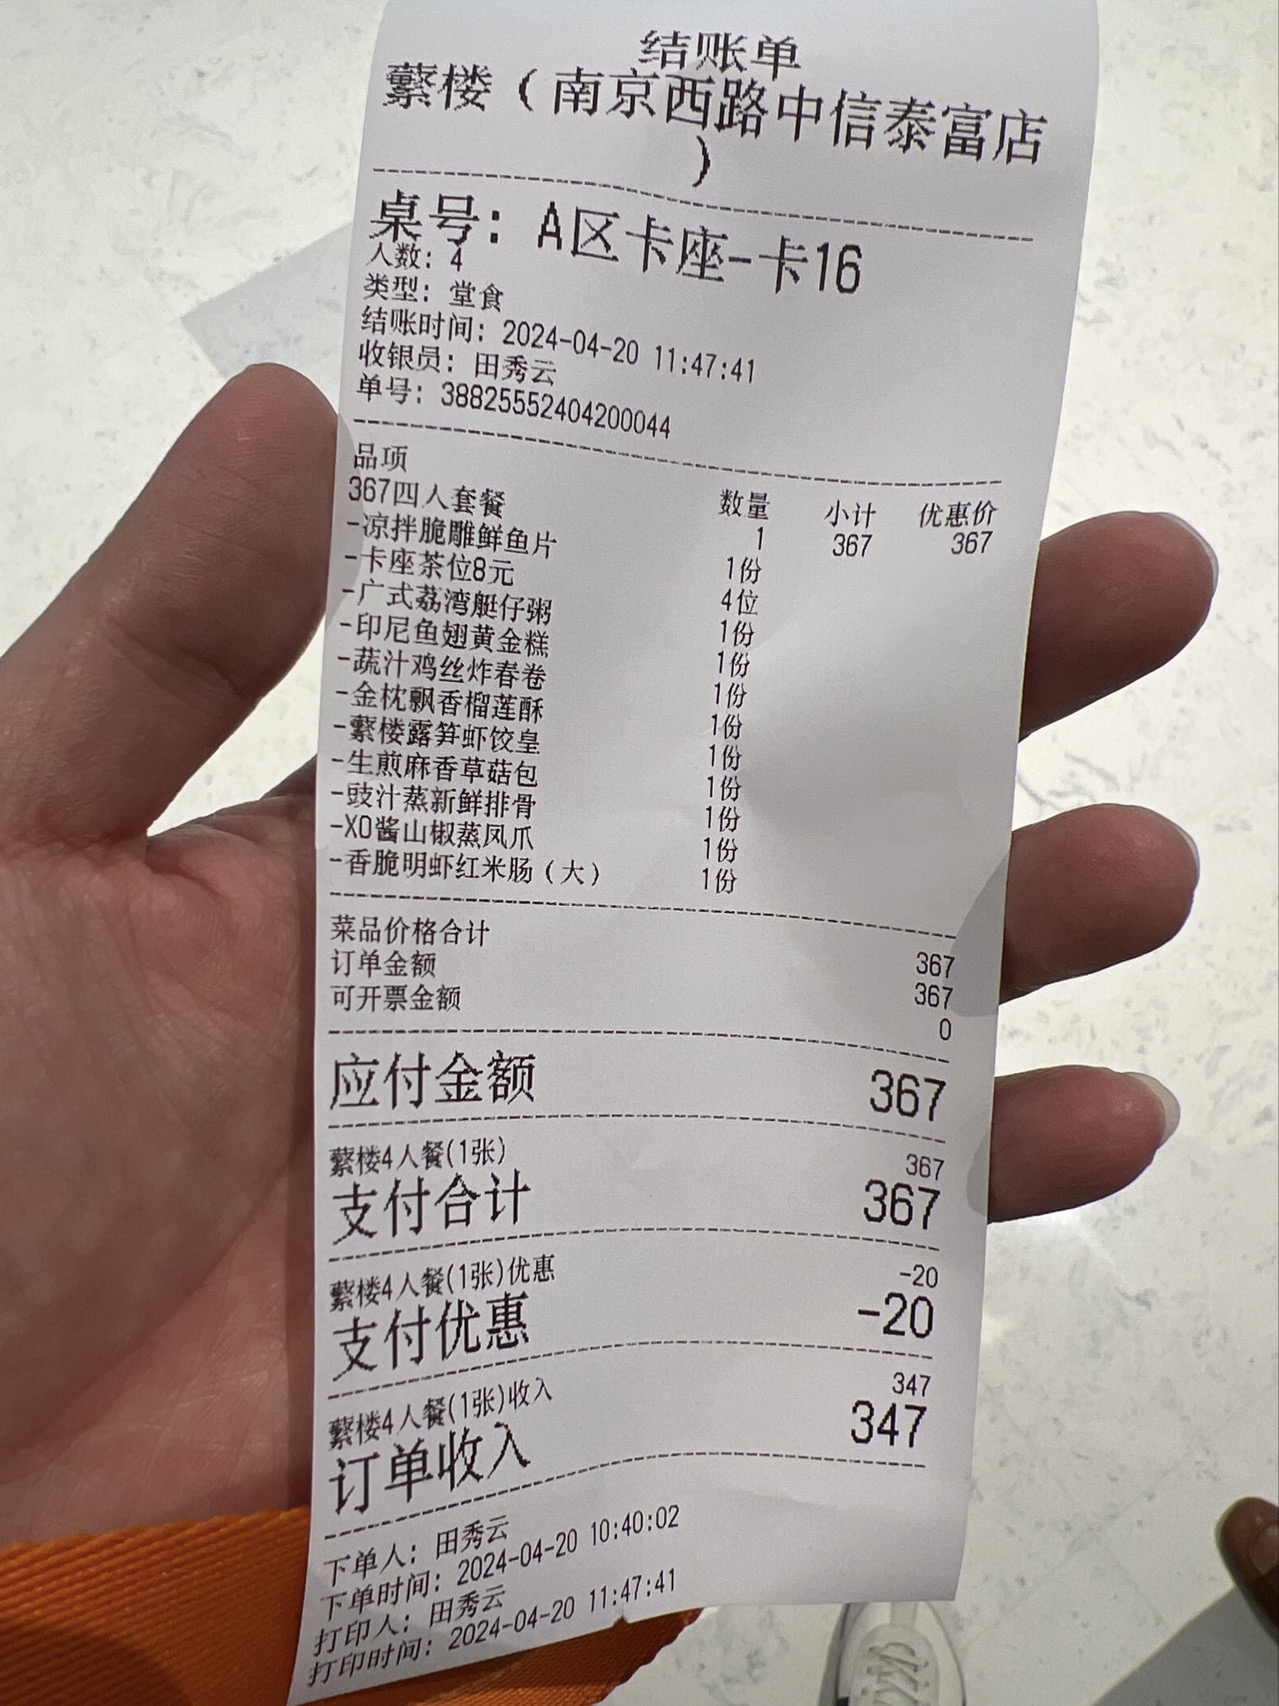 结账单
蘩楼（南京西路中信泰富店
）
桌号：A区卡座-卡16
人数：4
类型：堂食
结账时间：2024-04-20 11:47:41
收银员：田秀云
单号：38825552404200044
品项 数量 小计 优惠价
367四人套餐 1 367 367
-凉拌脆雕鲜鱼片 1份
-卡座茶位8元 4位
-广式荔湾艇仔粥 1份
-印尼鱼翅黄金糕 1份
-蔬汁鸡丝炸春卷 1份
-金枕飘香榴莲酥 1份
-蘩楼露笋虾饺皇 1份
-生煎麻香草菇包 1份
-豉汁蒸新鲜排骨 1份
-XO酱山椒蒸凤爪 1份
-香脆明虾红米肠（大） 1份
菜品价格合计 367
订单金额 367
可开票金额 0
应付金额 367
蘩楼4人餐(1张) 367
支付合计 367
蘩楼4人餐(1张)优惠 -20
支付优惠 -20
蘩楼4人餐(1张)收入 347
订单收入 347
下单人：田秀云
下单时间：2024-04-20 10:40:02
打印人：田秀云
打印时间：2024-04-20 11:47:41